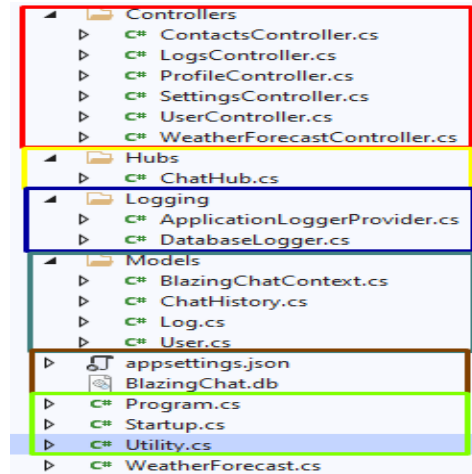 Controllers
C# ContactsController.cs
C# LogsController.cs
C# ProfileController.cs
C# SettingsController.cs
C# UserController.cs
C# WeatherForecastController.cs
Hubs
C# ChatHub.cs
Logging
C# ApplicationLoggerProvider.cs
C# DatabaseLogger.cs
Models
C# BlazingChatContext.cs
C# ChatHistory.cs
C# Log.cs
C# User.cs
appsettings.json
BlazingChat.db
C# Program.cs
C# Startup.cs
C# Utility.cs
C# WeatherForecast.cs